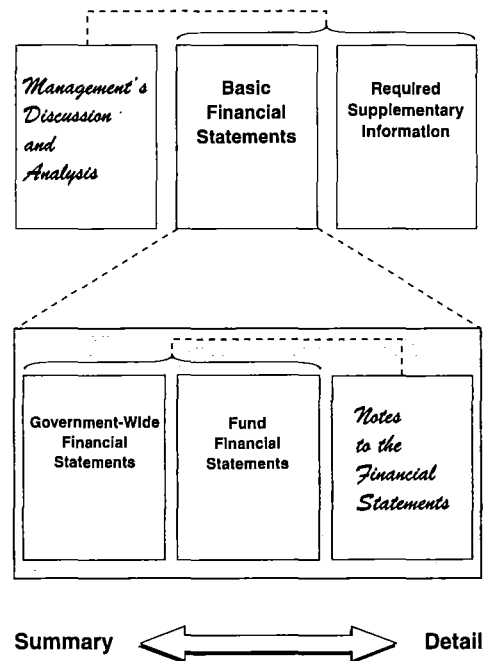 Management's
Discussion
and
Analysis
Basic
Financial
Statements
Required
Supplementary
Information
Government-Wide
Financial
Statements
Fund
Financial
Statements
Notes
to the
Financial
Statements
Summary
Detail